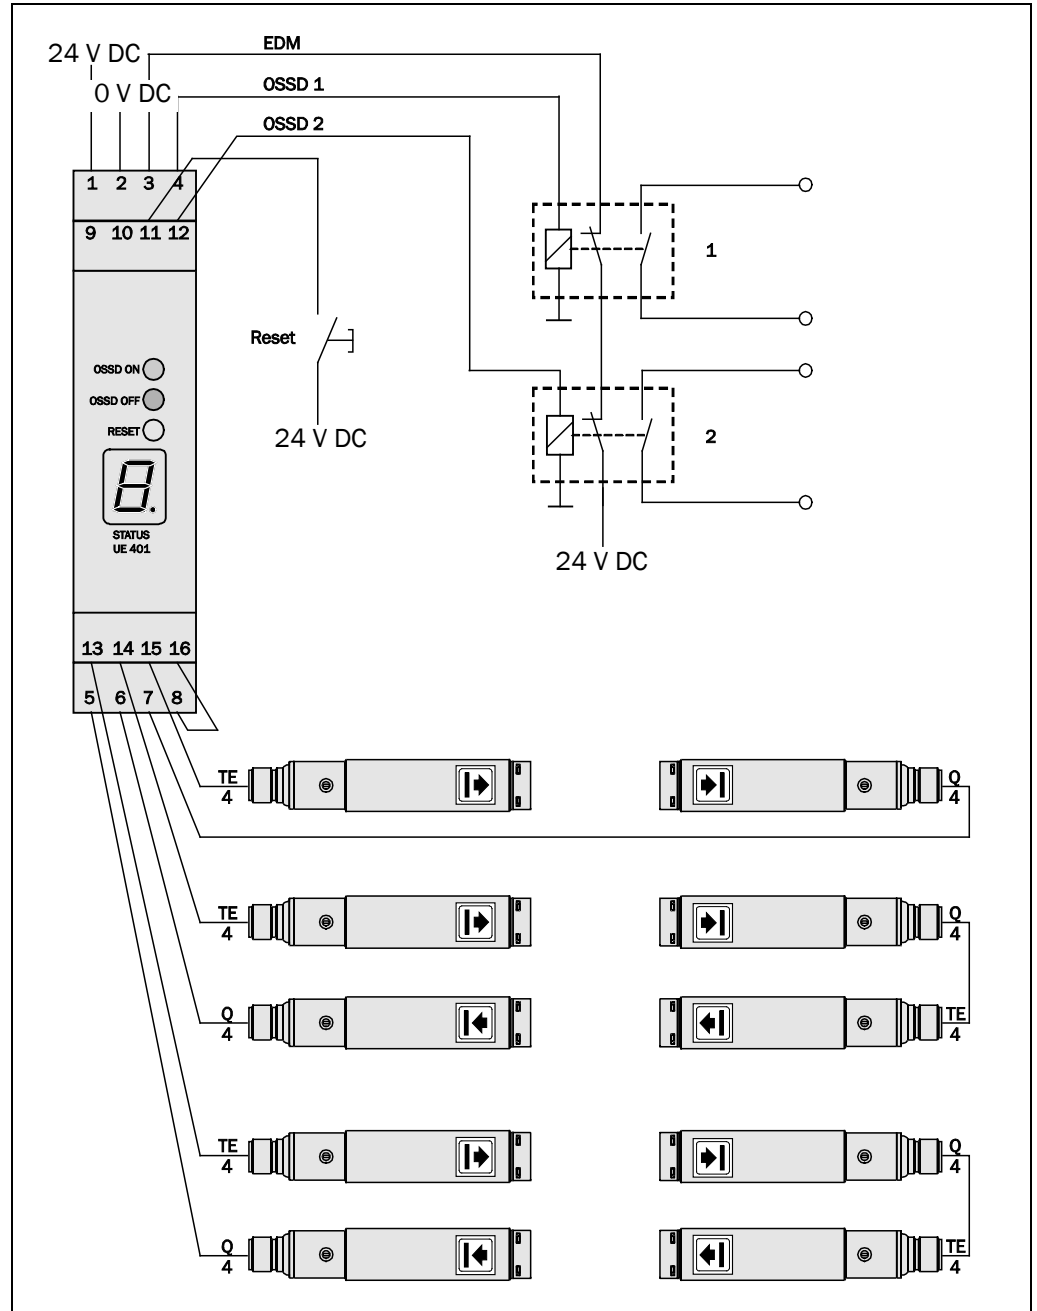 EDM
24 V DC
OSSD 1
0 V DC
OSSD 2
1 2 3 4
9 10 11 12
1
Reset
OSSD ON
OSSD OFF
RESET
24 V DC
2
8.
STATUS
UE 401
24 V DC
13 14 15 16
5 6 7 8
TE
4
Q
4
TE
4
Q
4
Q
4
TE
4
TE
4
Q
4
Q
4
TE
4